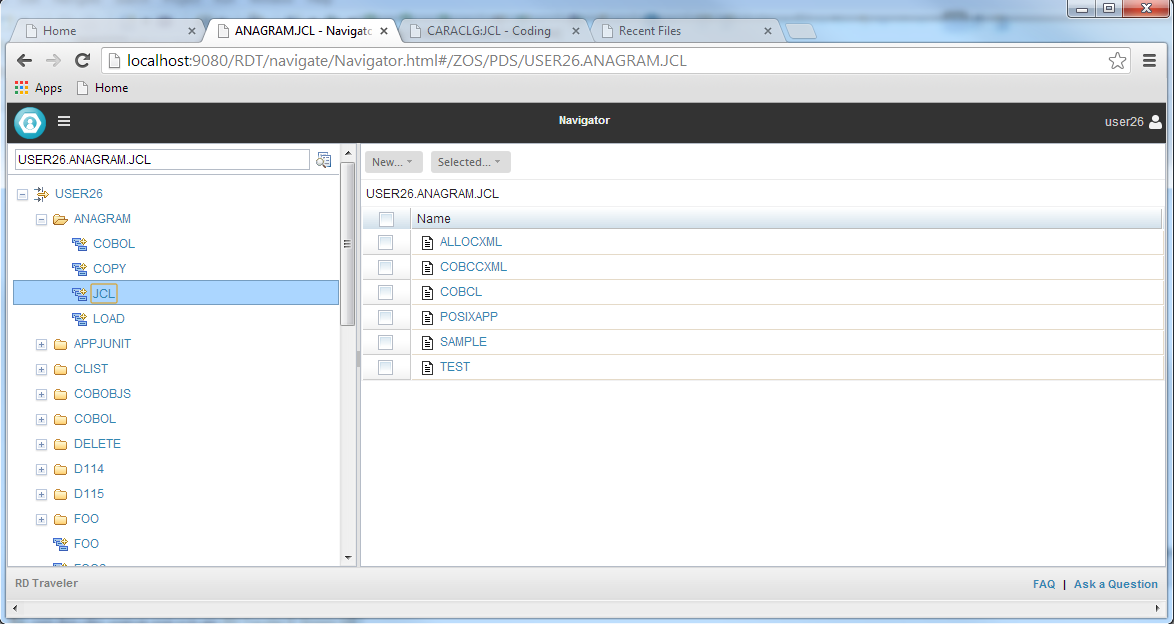 Home
ANAGRAM.JCL - Navigato
CARACLG:JCL - Coding
Recent Files
localhost:9080/RDT/navigate/Navigator.html#/ZOS/PDS/USER26.ANAGRAM.JCL
Apps Home
Navigator
user26
USER26.ANAGRAM.JCL
USER26
ANAGRAM
COBOL
COPY
JCL
LOAD
APPJUNIT
CLIST
COBOBJS
COBOL
DELETE
D114
D115
FOO
FOO
New... Selected...
USER26.ANAGRAM.JCL
Name
ALLOCXML
COBCCXML
COBCL
POSIXAPP
SAMPLE
TEST
RD Traveler
FAQ | Ask a Question